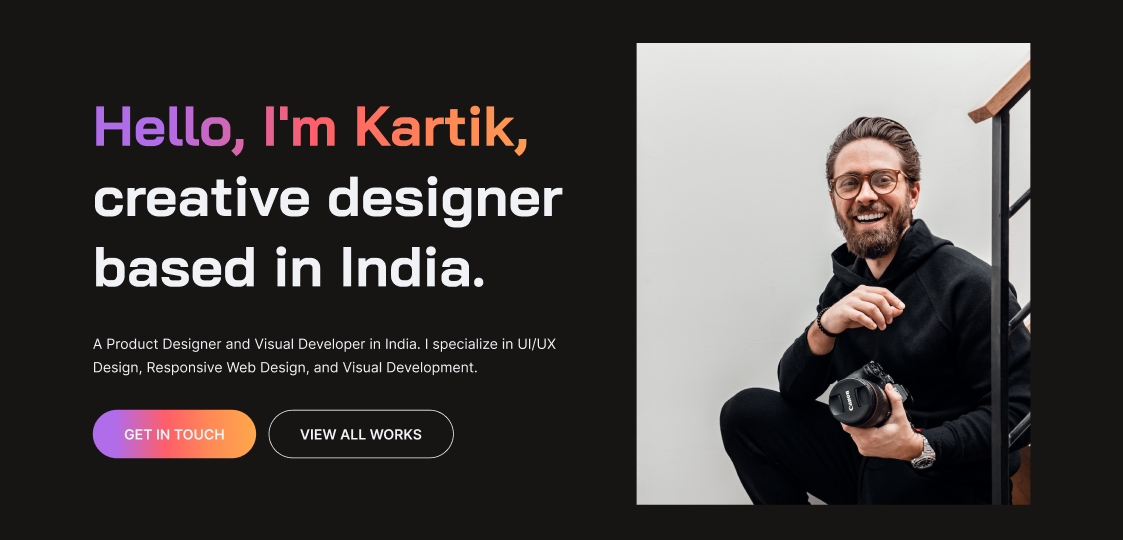 Hello, I'm Kartik,
creative designer
based in India.
A Product Designer and Visual Developer in India. I specialize in UI/UX
Design, Responsive Web Design, and Visual Development.
GET IN TOUCH
VIEW ALL WORKS
Canon